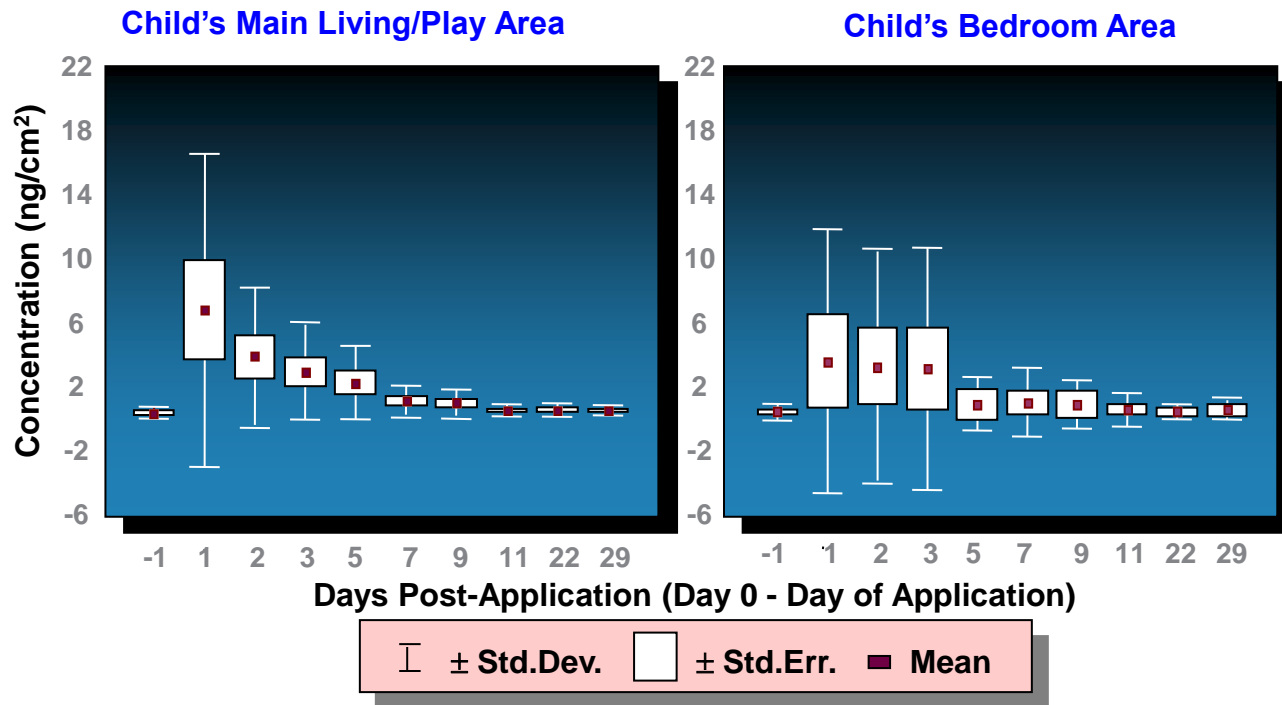 Child's Main Living/Play Area
Child's Bedroom Area
Concentration (ng/cm²)
22
18
14
10
6
2
-2
-6
22
18
14
10
6
2
-2
-6
-1 1 2 3 5 7 9 11 22 29
-1 1 2 3 5 7 9 11 22 29
Days Post-Application (Day 0 - Day of Application)
± Std.Dev. ± Std.Err. Mean